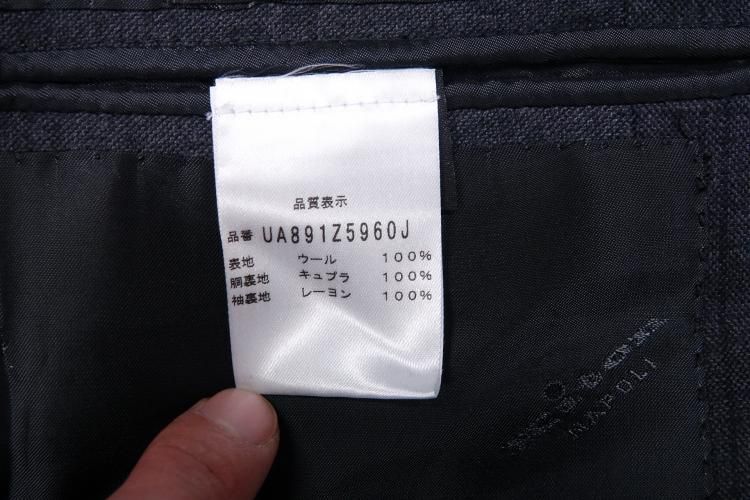 品質表示
品番 UA891Z5960J
表地 ウール 100%
胴裏地 キュプラ 100%
袖裏地 レーヨン 100%
NAPOLI